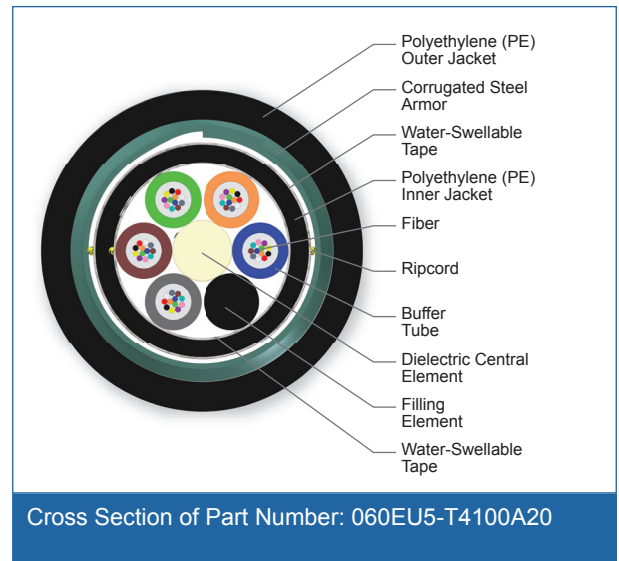 Polyethylene (PE)
Outer Jacket
Corrugated Steel
Armor
Water-Swellable
Tape
Polyethylene (PE)
Inner Jacket
Fiber
Ripcord
Buffer
Tube
Dielectric Central
Element
Filling
Element
Water-Swellable
Tape
Cross Section of Part Number: 060EU5-T4100A20